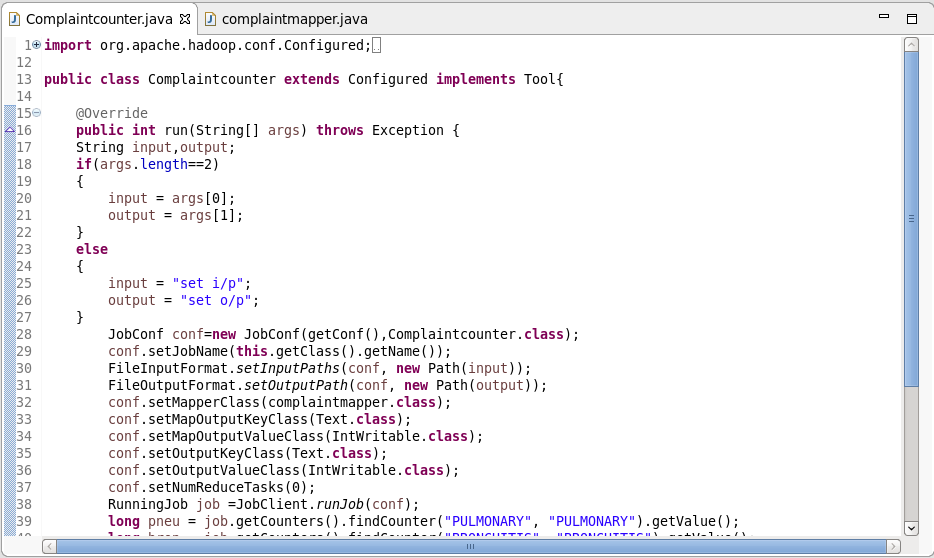 Complaintcounter.java complaintmapper.java
1 import org.apache.hadoop.conf.Configured;
12
13 public class Complaintcounter extends Configured implements Tool{
14
15     @Override
16     public int run(String[] args) throws Exception {
17     String input,output;
18     if(args.length==2)
19     {
20         input = args[0];
21         output = args[1];
22     }
23     else
24     {
25         input = "set i/p";
26         output = "set o/p";
27     }
28         JobConf conf=new JobConf(getConf(),Complaintcounter.class);
29         conf.setJobName(this.getClass().getName());
30         FileInputFormat.setInputPaths(conf, new Path(input));
31         FileOutputFormat.setOutputPath(conf, new Path(output));
32         conf.setMapperClass(complaintmapper.class);
33         conf.setMapOutputKeyClass(Text.class);
34         conf.setMapOutputValueClass(IntWritable.class);
35         conf.setOutputKeyClass(Text.class);
36         conf.setOutputValueClass(IntWritable.class);
37         conf.setNumReduceTasks(0);
38         RunningJob job =JobClient.runJob(conf);
39         long pneu = job.getCounters().findCounter("PULMONARY", "PULMONARY").getValue();